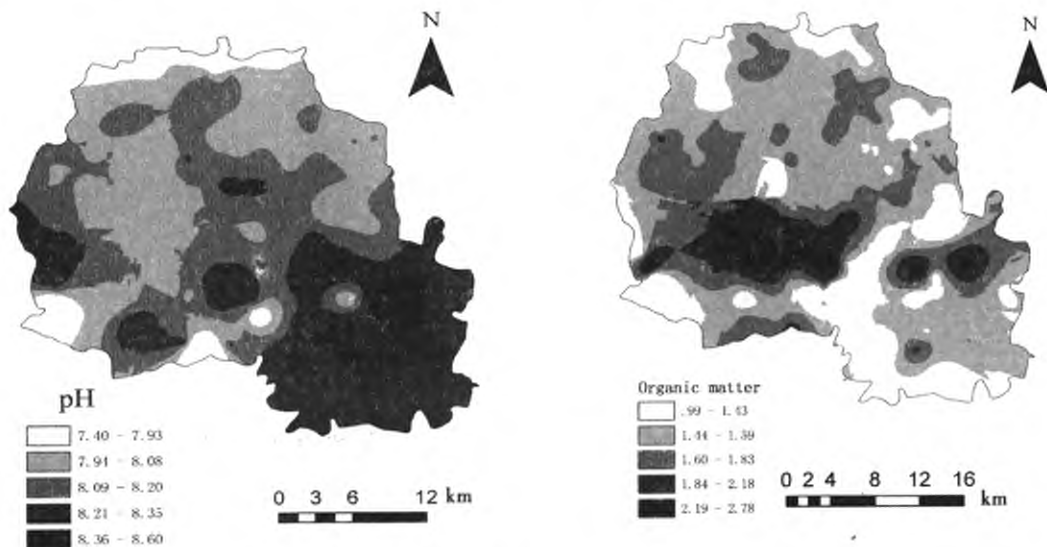 N
pH
7.40 - 7.93
7.94 - 8.08
8.09 - 8.20
8.21 - 8.35
8.36 - 8.60
0 3 6 12 km
N
Organic matter
.99 - 1.43
1.44 - 1.59
1.60 - 1.83
1.84 - 2.18
2.19 - 2.78
0 2 4 8 12 16
km